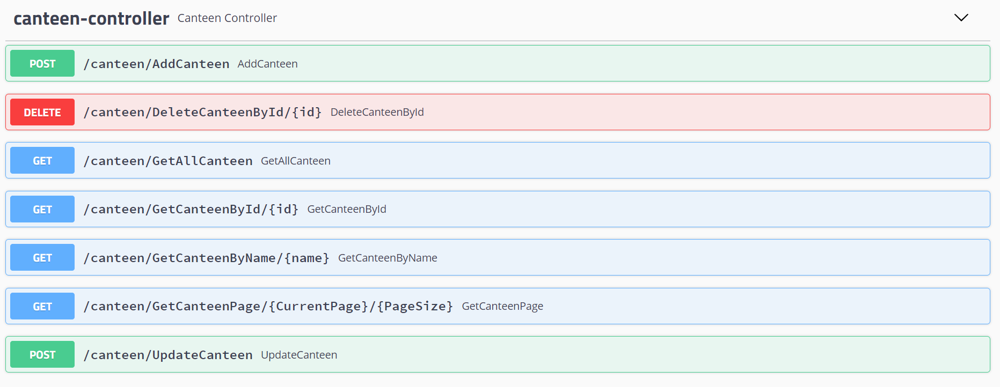 canteen-controller Canteen Controller
POST /canteen/AddCanteen AddCanteen
DELETE /canteen/DeleteCanteenById/{id} DeleteCanteenById
GET /canteen/GetAllCanteen GetAllCanteen
GET /canteen/GetCanteenById/{id} GetCanteenById
GET /canteen/GetCanteenByName/{name} GetCanteenByName
GET /canteen/GetCanteenPage/{CurrentPage}/{PageSize} GetCanteenPage
POST /canteen/UpdateCanteen UpdateCanteen